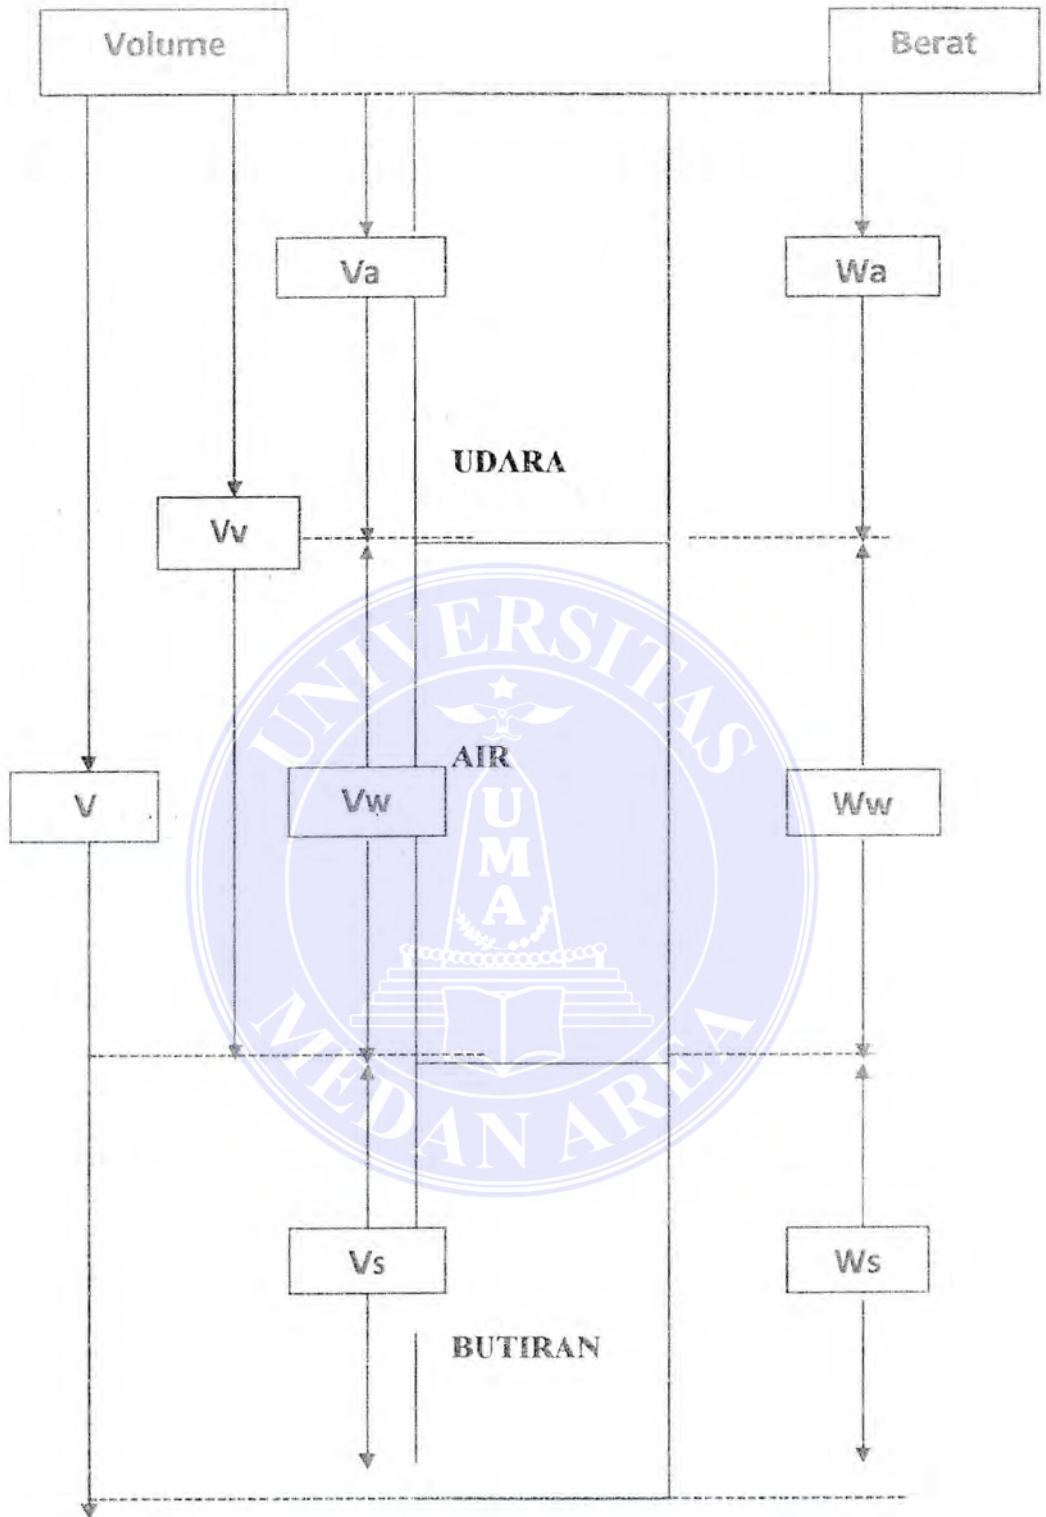 Volume
Berat
Va
Wa
UDARA
Vv
UNIVERSITAS
AIR
V
Vw
Ww
UMA
MEDAN AREA
Vs
Ws
BUTIRAN